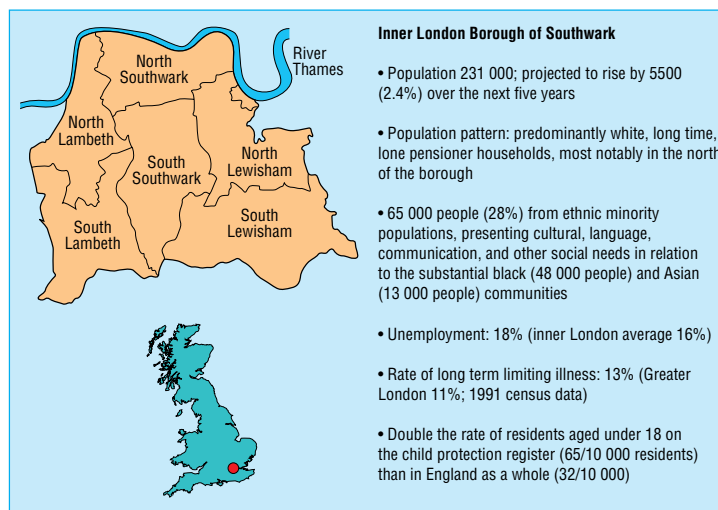 North
Southwark
River
Thames
North
Lambeth
South
Southwark
North
Lewisham
South
Lambeth
South
Lewisham
Inner London Borough of Southwark
• Population 231 000; projected to rise by 5500
(2.4%) over the next five years
• Population pattern: predominantly white, long time,
lone pensioner households, most notably in the north
of the borough
• 65 000 people (28%) from ethnic minority
populations, presenting cultural, language,
communication, and other social needs in relation
to the substantial black (48 000 people) and Asian
(13 000 people) communities
• Unemployment: 18% (inner London average 16%)
• Rate of long term limiting illness: 13% (Greater
London 11%; 1991 census data)
• Double the rate of residents aged under 18 on
the child protection register (65/10 000 residents)
than in England as a whole (32/10 000)